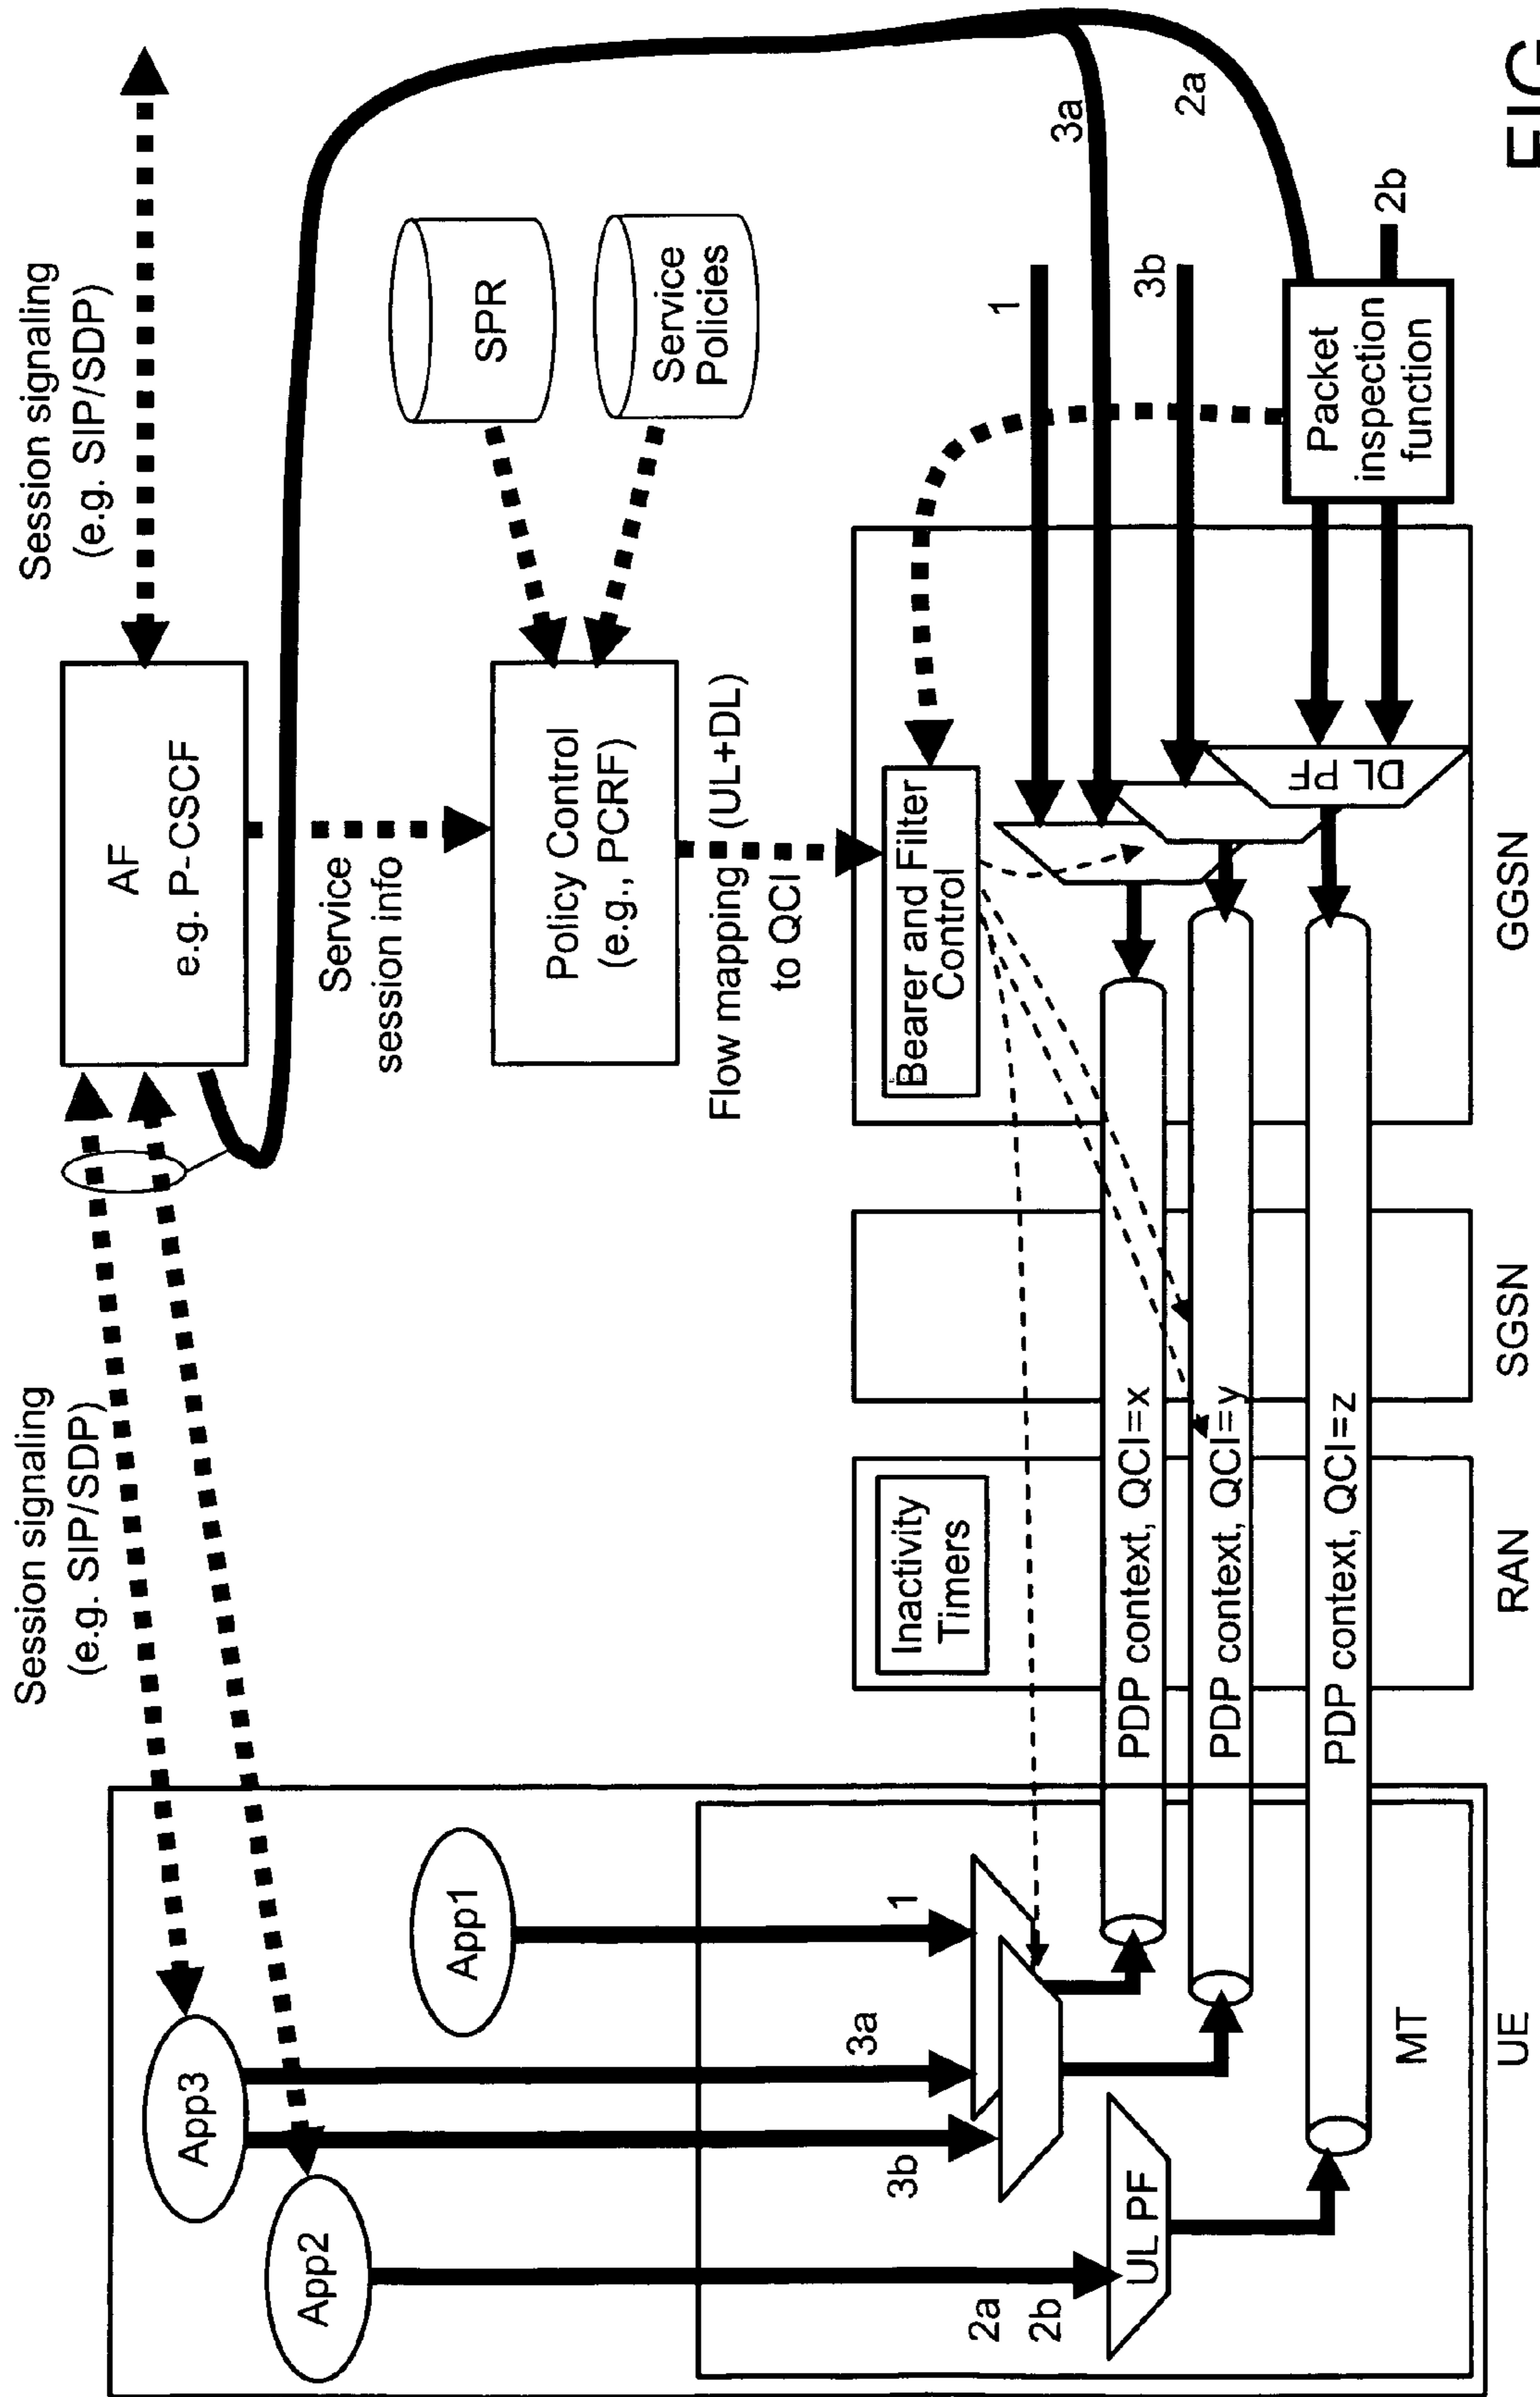 Session signaling
(e.g. SIP/SDP)
Session signaling
(e.g. SIP/SDP)
AF
e.g. P-CSCF
App3
App2
App1
Service
session info
SPR
Service
Policies
Policy Control
(e.g., PCRF)
Flow mapping (UL+DL)
to QCI
3b
3a
1
2a
2b
UL PF
MT
UE
Inactivity
Timers
RAN
SGSN
Bearer and Filter
Control
PDP context, QCI=x
PDP context, QCI=y
PDP context, QCI=z
DL PF
GGSN
1
3a
3b
2a
2b
Packet
inspection
function
FIG